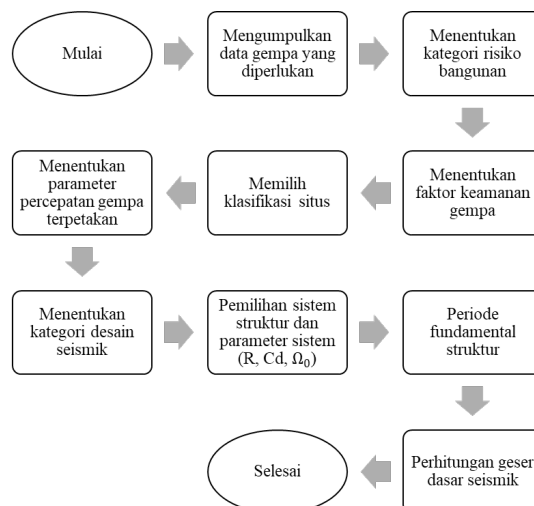 Mulai
Mengumpulkan
data gempa yang
diperlukan
Menentukan
kategori risiko
bangunan
Menentukan
faktor keamanan
gempa
Memilih
klasifikasi situs
Menentukan
parameter
percepatan gempa
terpetakan
Menentukan
kategori desain
seismik
Pemilihan sistem
struktur dan
parameter sistem
(R, Cd, Ω₀)
Periode
fundamental
struktur
Perhitungan geser
dasar seismik
Selesai